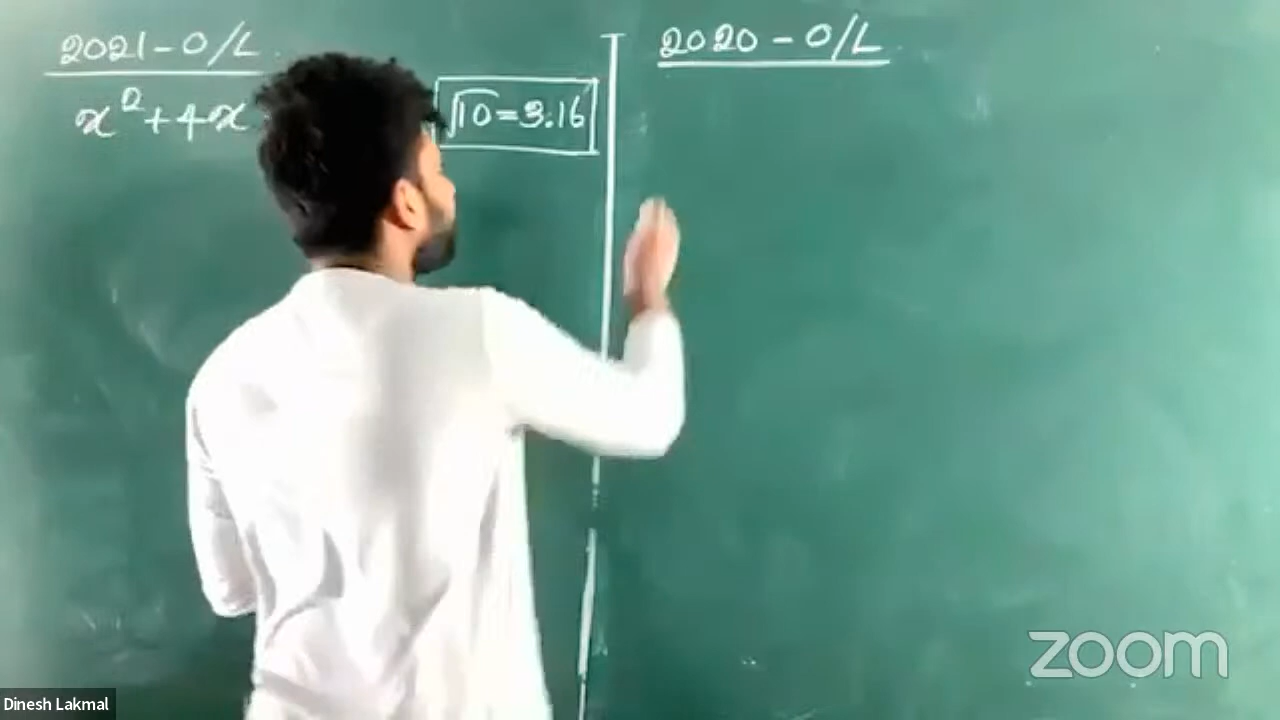 2021 - O/L
x² + 4x
√10 = 3.16
2020 - O/L
zoom
Dinesh Lakmal